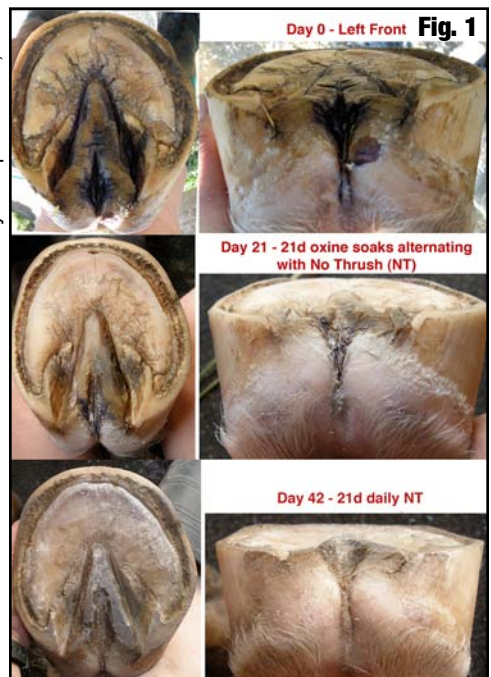 Day 0 - Left Front
Fig. 1
Day 21 - 21d oxine soaks alternating
with No Thrush (NT)
Day 42 - 21d daily NT